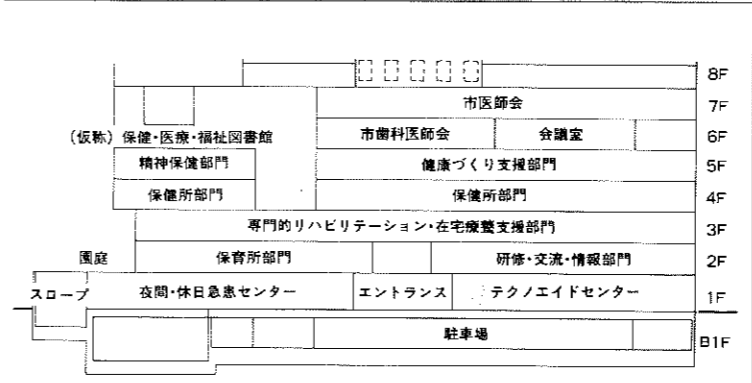 8F
市医師会 7F
(仮称) 保健・医療・福祉図書館 市歯科医師会 会議室 6F
精神保健部門 健康づくり支援部門 5F
保健所部門 保健所部門 4F
専門的リハビリテーション・在宅療養支援部門 3F
園庭 保育所部門 研修・交流・情報部門 2F
スロープ 夜間・休日急患センター エントランス テクノエイドセンター 1F
駐車場 B1F